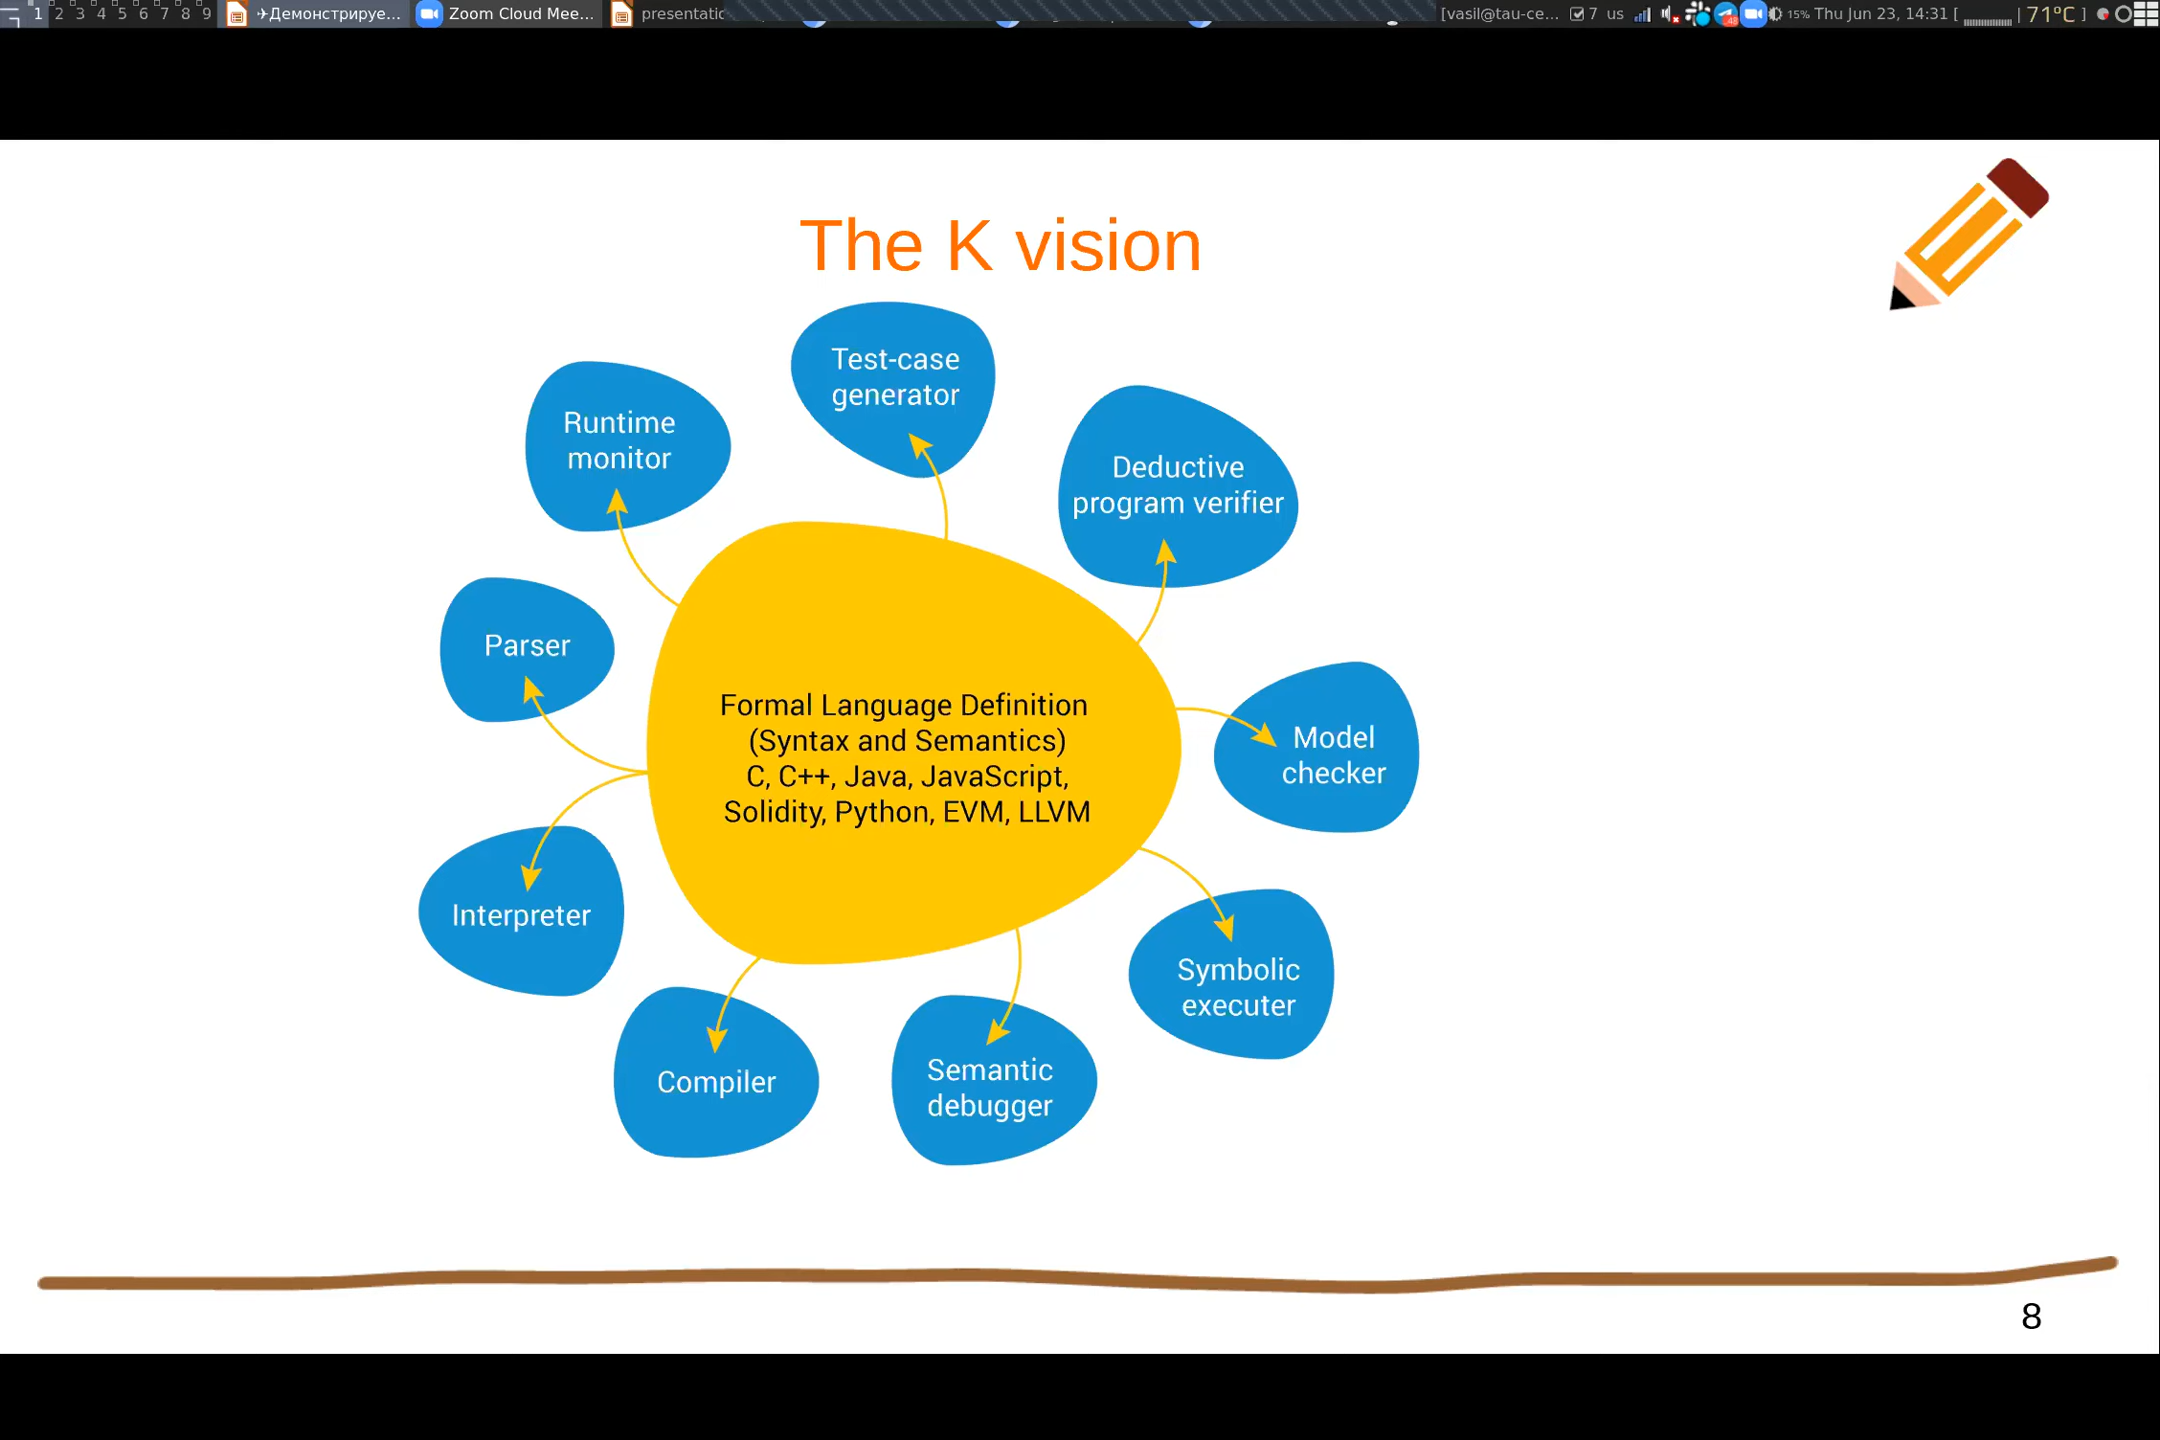 1 2 3 4 5 6 7 8 9 ✈Демонстрируе... Zoom Cloud Mee... [vasil@tau-ce... 7 us 15% Thu Jun 23, 14:31 [ | 71°C ]
The K vision
Test-case
generator
Runtime
monitor
Deductive
program verifier
Parser
Formal Language Definition
(Syntax and Semantics)
C, C++, Java, JavaScript,
Solidity, Python, EVM, LLVM
Model
checker
Interpreter
Symbolic
executer
Compiler
Semantic
debugger
8